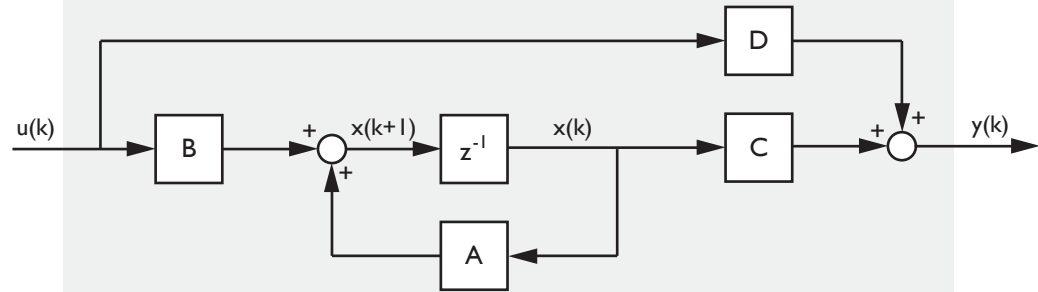 D
u(k)
B
+
x(k+1)
+
z⁻¹
x(k)
C
+
+
y(k)
A